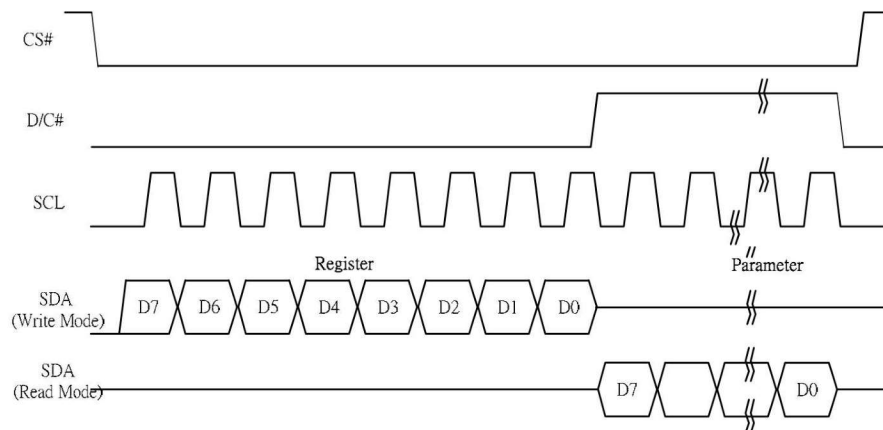 CS#
D/C#
SCL
Register
Parameter
SDA
(Write Mode)
D7 D6 D5 D4 D3 D2 D1 D0
SDA
(Read Mode)
D7 D0